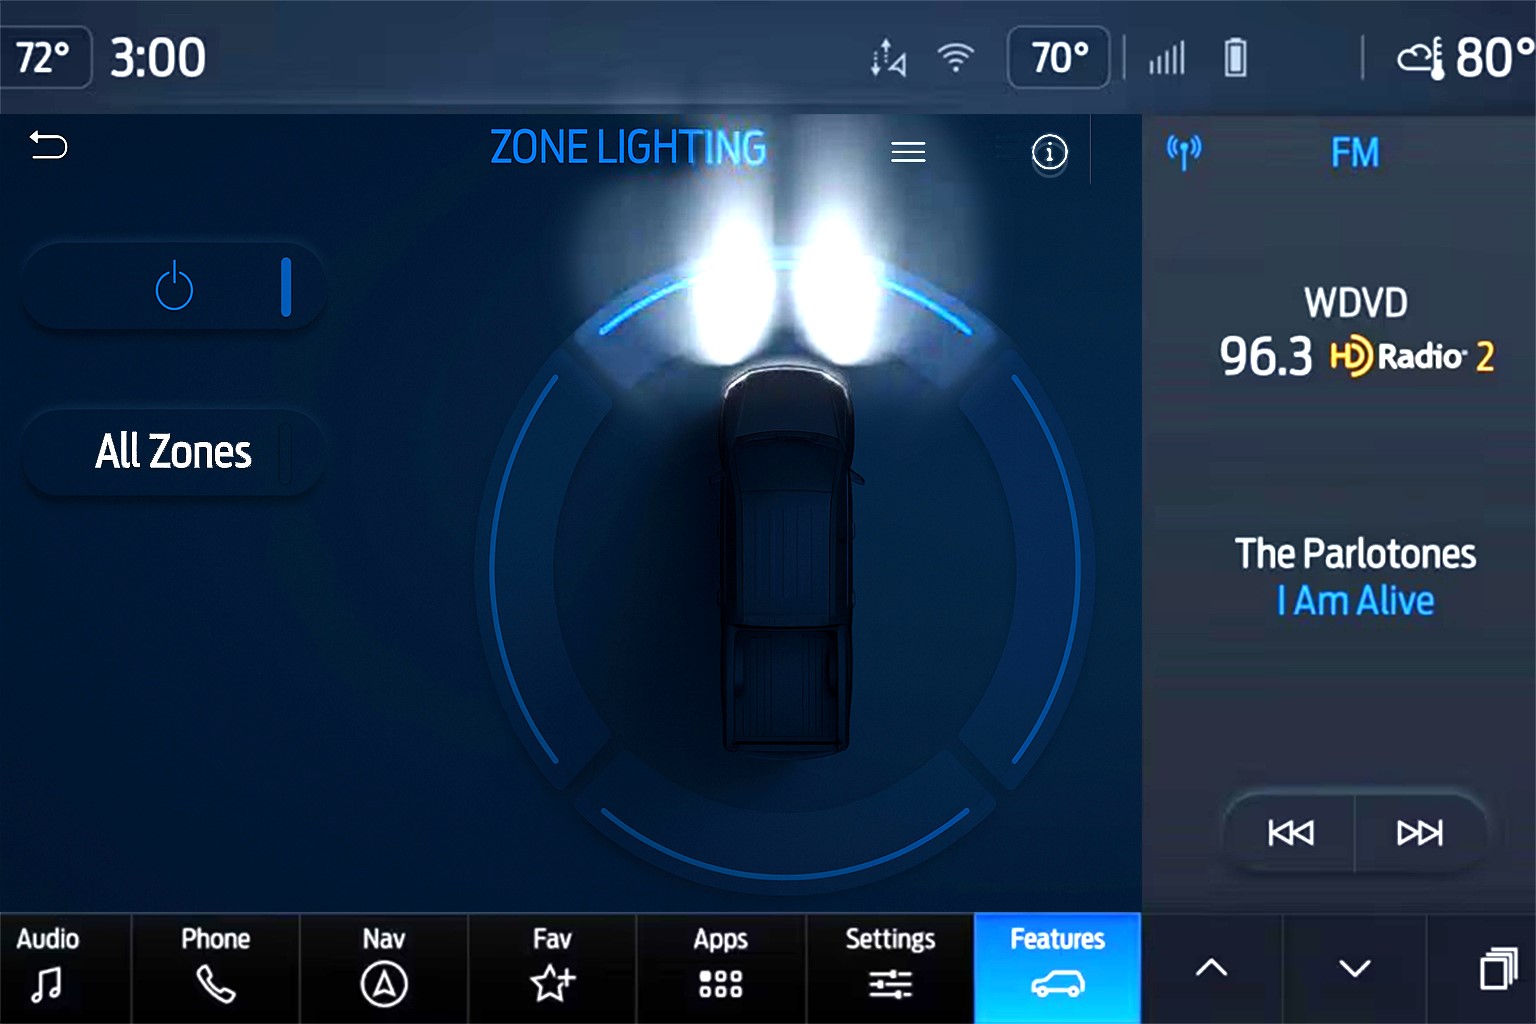 72° 3:00 70° 80°
ZONE LIGHTING
FM
All Zones
WDVD
96.3 HD Radio 2
The Parlotones
I Am Alive
Audio Phone Nav Fav Apps Settings Features